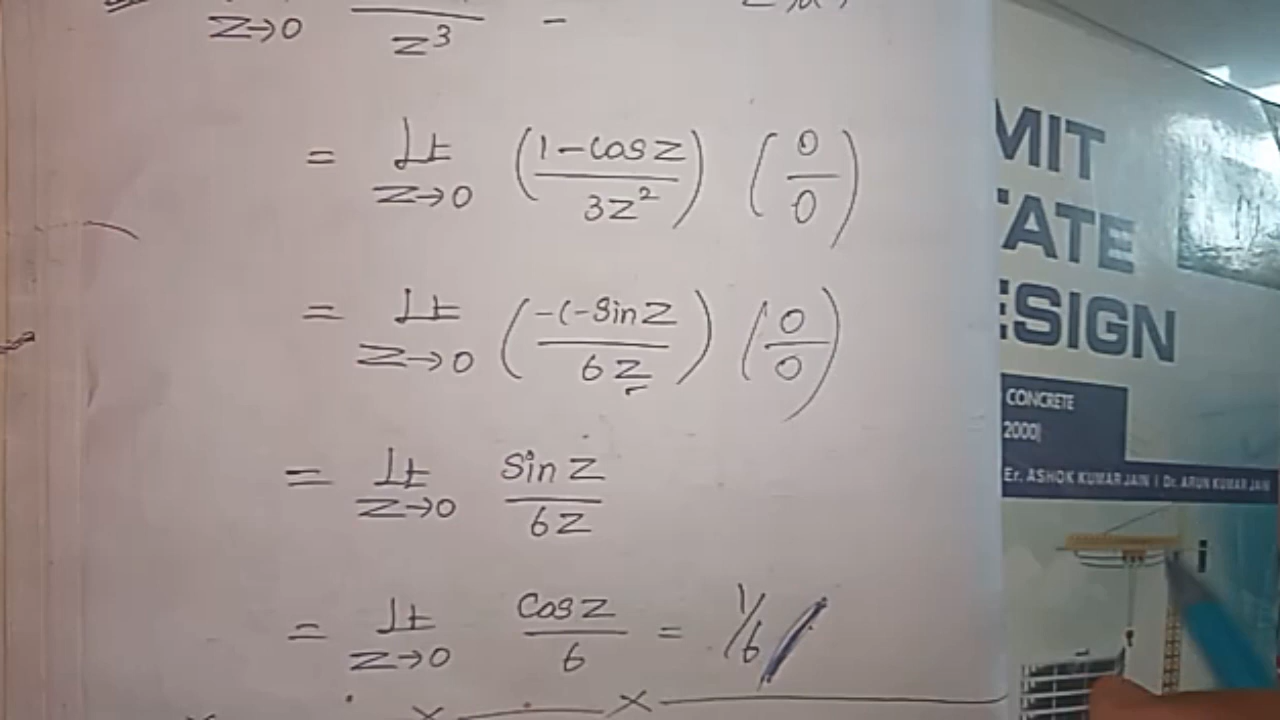 Z→0 z³ -
= Lt Z→0 (1-cos z / 3z²) (0/0)
= Lt Z→0 (-(-sin z / 6z) (0/0)
= Lt Z→0 sin z / 6z
= Lt Z→0 cos z / 6 = 1/6
MIT
TATE
ESIGN
CONCRETE
2000)
Er. ASHOK KUMAR JAIN | Dr. ARUN KUMAR JAIN